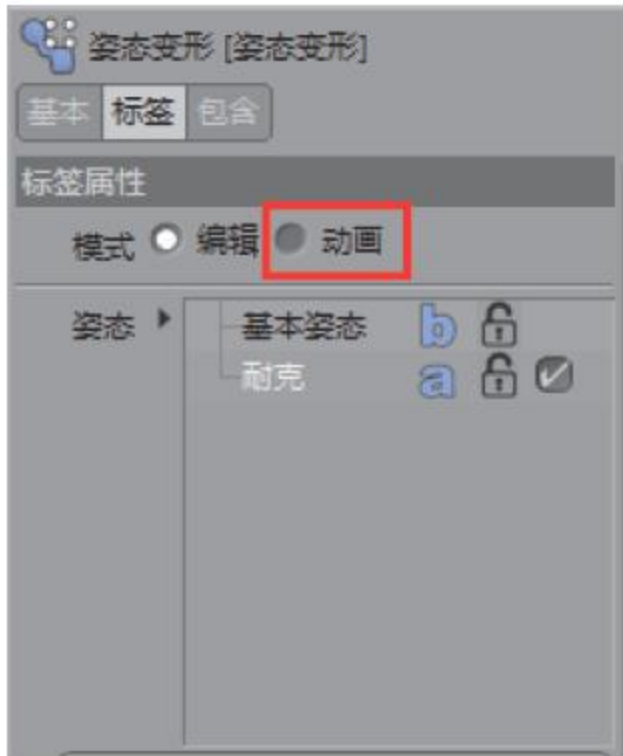 姿态变形 [姿态变形]
基本 标签 包含
标签属性
模式 编辑 动画
姿态 基本姿态 b
耐克 a